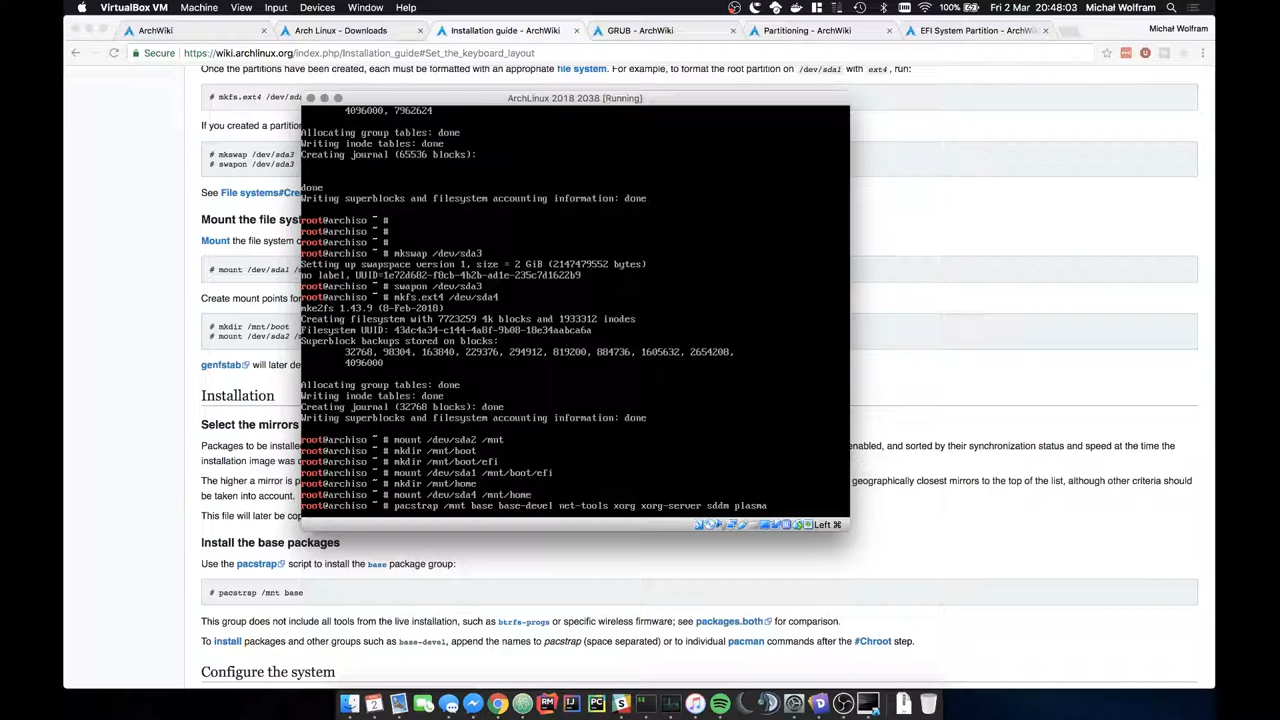 VirtualBox VM Machine View Input Devices Window Help 100% Fri 2 Mar 20:48:03 Michał Wolfram
ArchWiki Arch Linux - Downloads Installation guide - ArchWiki GRUB - ArchWiki Partitioning - ArchWiki EFI System Partition - ArchWiki Michał Wolfram
Secure https://wiki.archlinux.org/index.php/Installation_guide#Set_the_keyboard_layout
Once the partitions have been created, each must be formatted with an appropriate file system. For example, to format the root partition on /dev/sda1 with ext4, run:
# mkfs.ext4 /dev/sda
If you created a partition
# mkswap /dev/sda3
# swapon /dev/sda3
See File systems#Cre
Mount the file sys
Mount the file system o
# mount /dev/sda1 /
Create mount points fo
# mkdir /mnt/boot
# mount /dev/sda2 /
genfstab will later de
ArchLinux 2018 2038 [Running]
4096000, 7962624
Allocating group tables: done
Writing inode tables: done
Creating journal (65536 blocks):
done
Writing superblocks and filesystem accounting information: done
root@archiso ~ #
root@archiso ~ #
root@archiso ~ #
root@archiso ~ # mkswap /dev/sda3
Setting up swapspace version 1, size = 2 GiB (2147479552 bytes)
no label, UUID=1e72d682-f8cb-4b2b-ad1e-235c7d1622b9
root@archiso ~ # swapon /dev/sda3
root@archiso ~ # mkfs.ext4 /dev/sda4
mke2fs 1.43.9 (8-Feb-2018)
Creating filesystem with 7723259 4k blocks and 1933312 inodes
Filesystem UUID: 43dc4a34-c144-4a8f-9b08-18e34aabca6a
Superblock backups stored on blocks:
32768, 98304, 163840, 229376, 294912, 819200, 884736, 1605632, 2654208,
4096000
Allocating group tables: done
Writing inode tables: done
Creating journal (32768 blocks): done
Writing superblocks and filesystem accounting information: done
root@archiso ~ # mount /dev/sda2 /mnt
root@archiso ~ # mkdir /mnt/boot
root@archiso ~ # mkdir /mnt/boot/efi
root@archiso ~ # mount /dev/sda1 /mnt/boot/efi
root@archiso ~ # mkdir /mnt/home
root@archiso ~ # mount /dev/sda4 /mnt/home
root@archiso ~ # pacstrap /mnt base base-devel net-tools xorg xorg-server sddm plasma
Left ⌘
Installation
Select the mirrors
Packages to be installe enabled, and sorted by their synchronization status and speed at the time the
installation image was c
The higher a mirror is p geographically closest mirrors to the top of the list, although other criteria should
be taken into account.
This file will later be cop
Install the base packages
Use the pacstrap script to install the base package group:
# pacstrap /mnt base
This group does not include all tools from the live installation, such as btrfs-progs or specific wireless firmware; see packages.both for comparison.
To install packages and other groups such as base-devel, append the names to pacstrap (space separated) or to individual pacman commands after the #Chroot step.
Configure the system